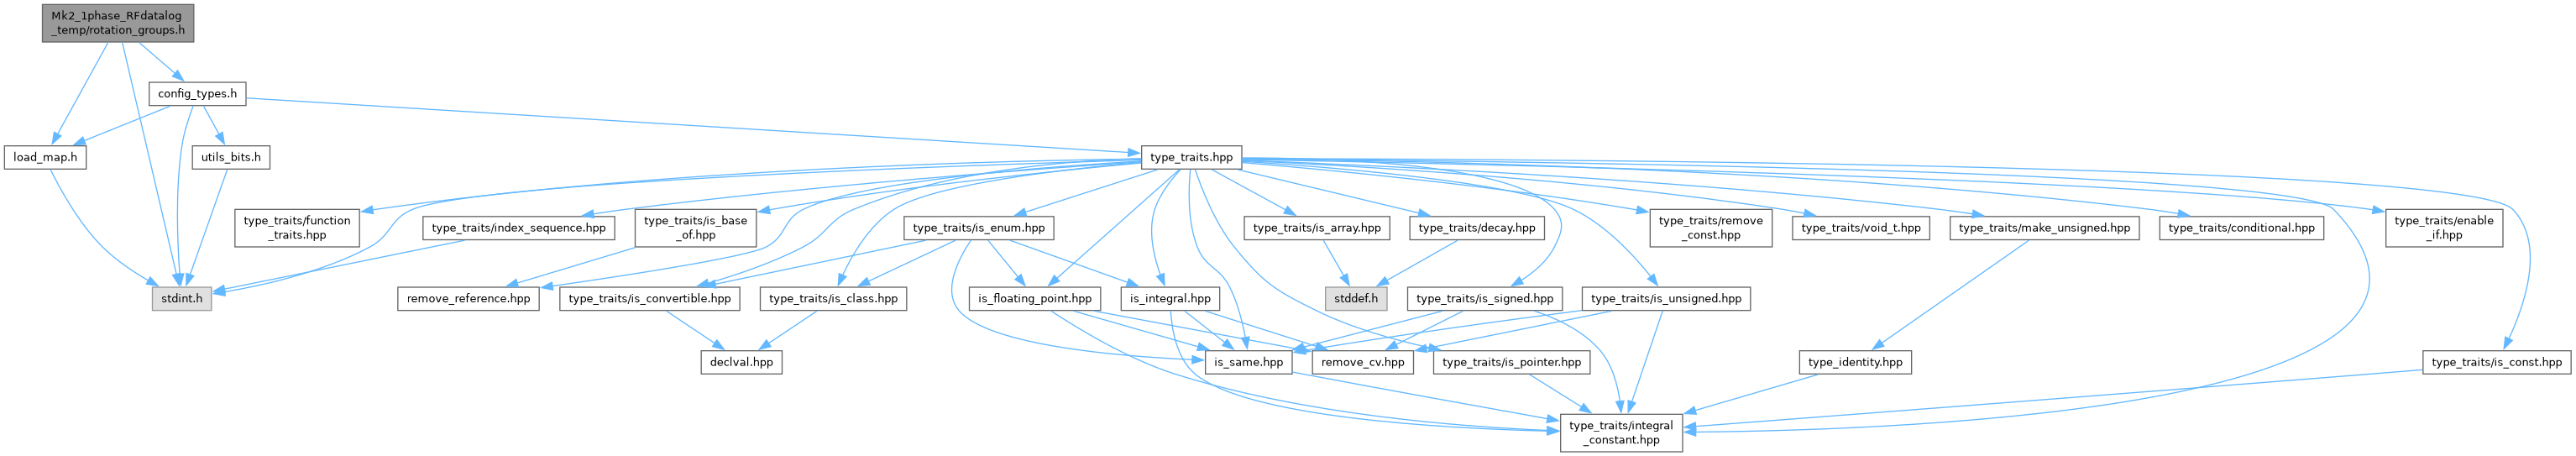 Mk2_1phase_RFdatalog
_temp/rotation_groups.h
config_types.h
load_map.h
utils_bits.h
type_traits.hpp
type_traits/function
_traits.hpp
type_traits/index_sequence.hpp
type_traits/is_base
_of.hpp
type_traits/is_enum.hpp
type_traits/is_array.hpp
type_traits/decay.hpp
type_traits/remove
_const.hpp
type_traits/void_t.hpp
type_traits/make_unsigned.hpp
type_traits/conditional.hpp
type_traits/enable
_if.hpp
stdint.h
remove_reference.hpp
type_traits/is_convertible.hpp
type_traits/is_class.hpp
is_floating_point.hpp
is_integral.hpp
stddef.h
type_traits/is_signed.hpp
type_traits/is_unsigned.hpp
declval.hpp
is_same.hpp
remove_cv.hpp
type_traits/is_pointer.hpp
type_identity.hpp
type_traits/is_const.hpp
type_traits/integral
_constant.hpp